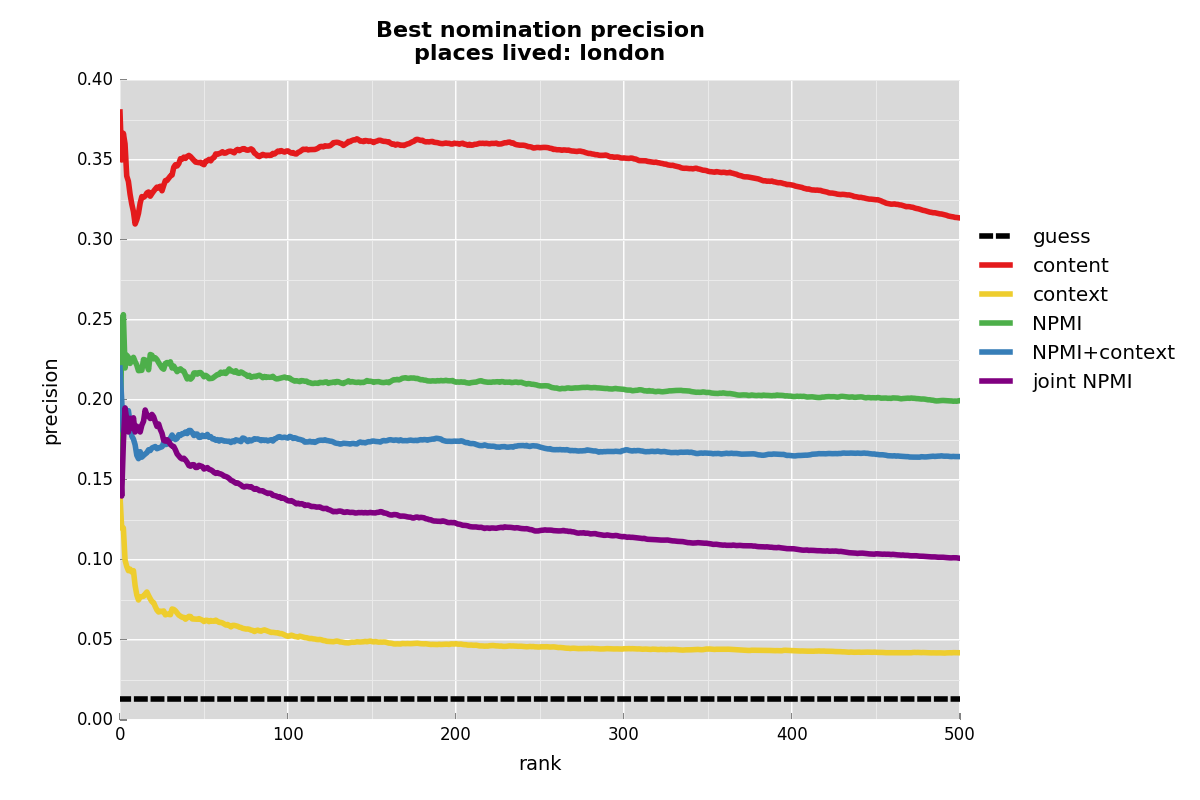 Best nomination precision
places lived: london
0.40
0.35
0.30
0.25
0.20
0.15
0.10
0.05
0.00
precision
0
100
200
300
400
500
rank
guess
content
context
NPMI
NPMI+context
joint NPMI